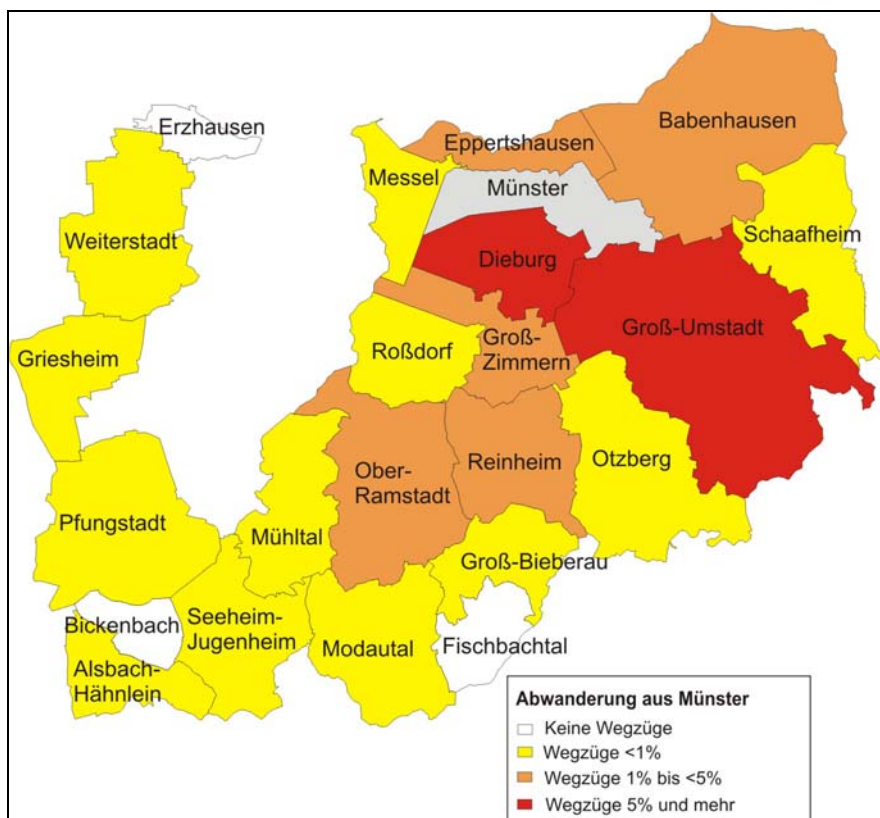 Erzhausen
Babenhausen
Eppertshausen
Messel
Münster
Weiterstadt
Schaafheim
Dieburg
Groß-Umstadt
Griesheim
Roßdorf
Groß-
Zimmern
Ober-
Ramstadt
Reinheim
Otzberg
Pfungstadt
Mühltal
Groß-Bieberau
Bickenbach
Seeheim-
Jugenheim
Modautal
Fischbachtal
Alsbach-
Hähnlein
Abwanderung aus Münster
Keine Wegzüge
Wegzüge <1%
Wegzüge 1% bis <5%
Wegzüge 5% und mehr